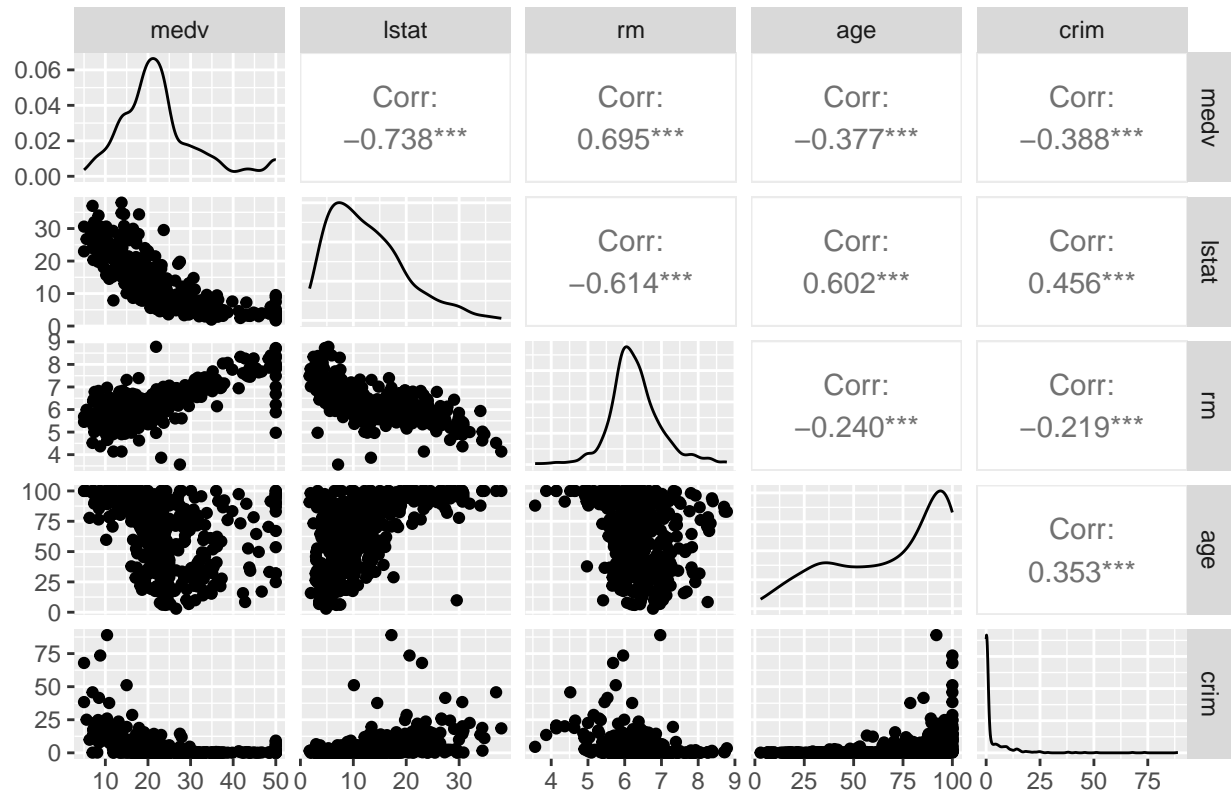 medv lstat rm age crim
0.06
0.04
0.02
0.00
Corr:
−0.738***
Corr:
0.695***
Corr:
−0.377***
Corr:
−0.388***
medv
30
20
10
0
Corr:
−0.614***
Corr:
0.602***
Corr:
0.456***
lstat
9
8
7
6
5
4
Corr:
−0.240***
Corr:
−0.219***
rm
100
75
50
25
0
Corr:
0.353***
age
75
50
25
0
crim
10 20 30 40 50 0 10 20 30 4 5 6 7 8 9 0 25 50 75 100 0 25 50 75